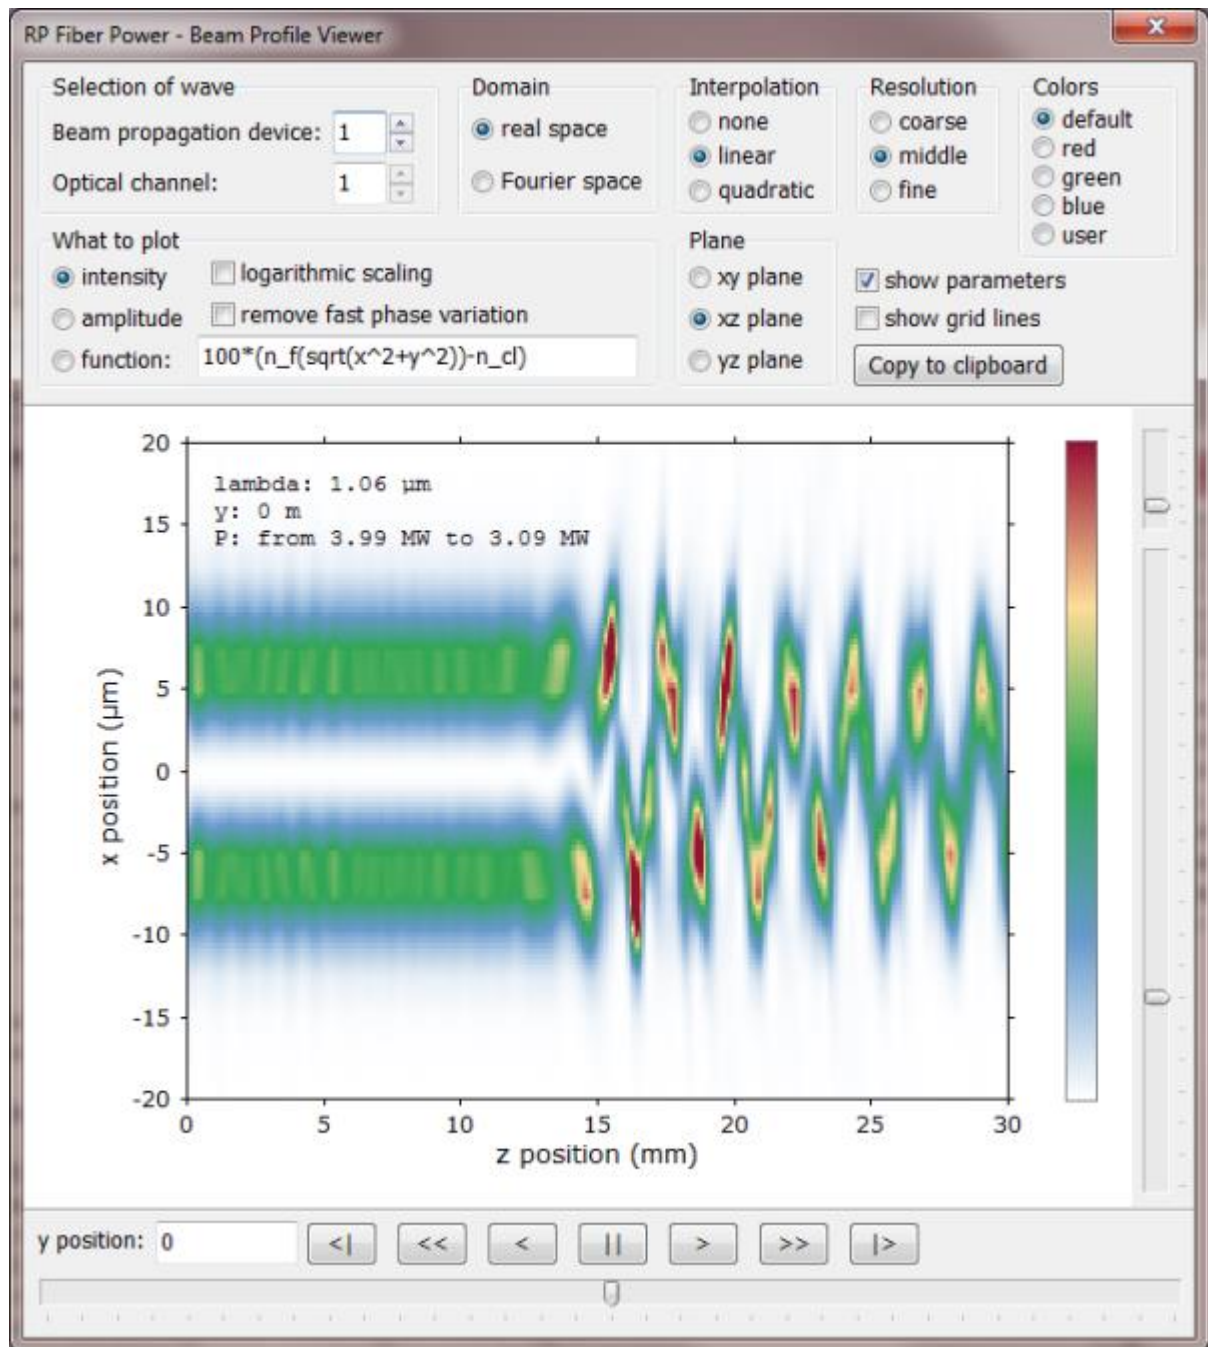 RP Fiber Power - Beam Profile Viewer
Selection of wave
Beam propagation device: 1
Optical channel: 1
Domain
real space
Fourier space
Interpolation
none
linear
quadratic
Resolution
coarse
middle
fine
Colors
default
red
green
blue
user
What to plot
intensity
logarithmic scaling
amplitude
remove fast phase variation
function: 100*(n_f(sqrt(x^2+y^2))-n_cl)
Plane
xy plane
xz plane
yz plane
show parameters
show grid lines
Copy to clipboard
lambda: 1.06 µm
y: 0 m
P: from 3.99 MW to 3.09 MW
x position (µm)
20
15
10
5
0
-5
-10
-15
-20
0 5 10 15 20 25 30
z position (mm)
y position: 0 <| << < || > >> |>